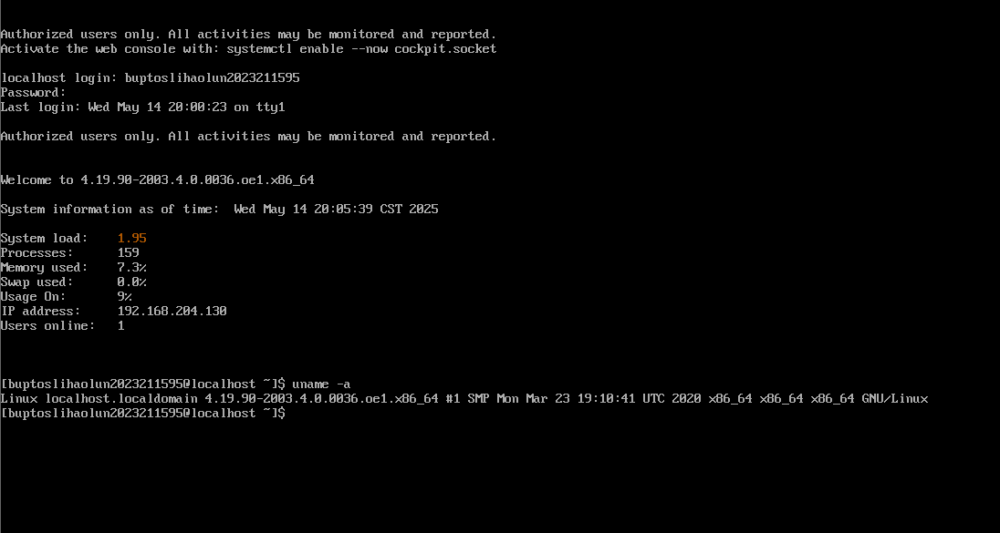 Authorized users only. All activities may be monitored and reported.
Activate the web console with: systemctl enable --now cockpit.socket
localhost login: buptoslihaolun2023211595
Password:
Last login: Wed May 14 20:00:23 on tty1
Authorized users only. All activities may be monitored and reported.
Welcome to 4.19.90-2003.4.0.0036.oe1.x86_64
System information as of time:  Wed May 14 20:05:39 CST 2025
System load:    1.95
Processes:      159
Memory used:    7.3%
Swap used:      0.0%
Usage On:       9%
IP address:     192.168.204.130
Users online:   1
[buptoslihaolun2023211595@localhost ~]$ uname -a
Linux localhost.localdomain 4.19.90-2003.4.0.0036.oe1.x86_64 #1 SMP Mon Mar 23 19:10:41 UTC 2020 x86_64 x86_64 x86_64 GNU/Linux
[buptoslihaolun2023211595@localhost ~]$